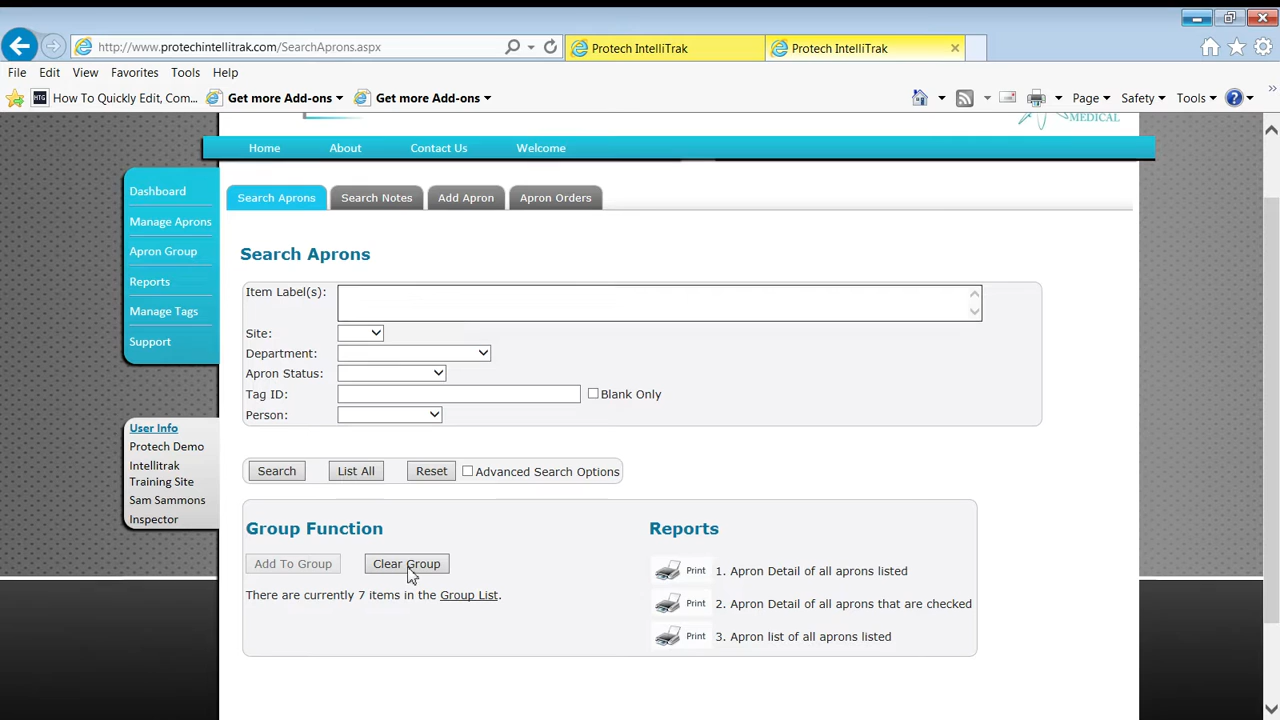 http://www.protechintellitrak.com/SearchAprons.aspx
Protech IntelliTrak
Protech IntelliTrak
File Edit View Favorites Tools Help
HTG How To Quickly Edit, Com... Get more Add-ons Get more Add-ons Page Safety Tools
MEDICAL
Home About Contact Us Welcome
Dashboard
Manage Aprons
Apron Group
Reports
Manage Tags
Support
User Info
Protech Demo
Intellitrak
Training Site
Sam Sammons
Inspector
Search Aprons Search Notes Add Apron Apron Orders
Search Aprons
Item Label(s):
Site:
Department:
Apron Status:
Tag ID: Blank Only
Person:
Search List All Reset Advanced Search Options
Group Function
Add To Group Clear Group
There are currently 7 items in the Group List.
Reports
Print 1. Apron Detail of all aprons listed
Print 2. Apron Detail of all aprons that are checked
Print 3. Apron list of all aprons listed